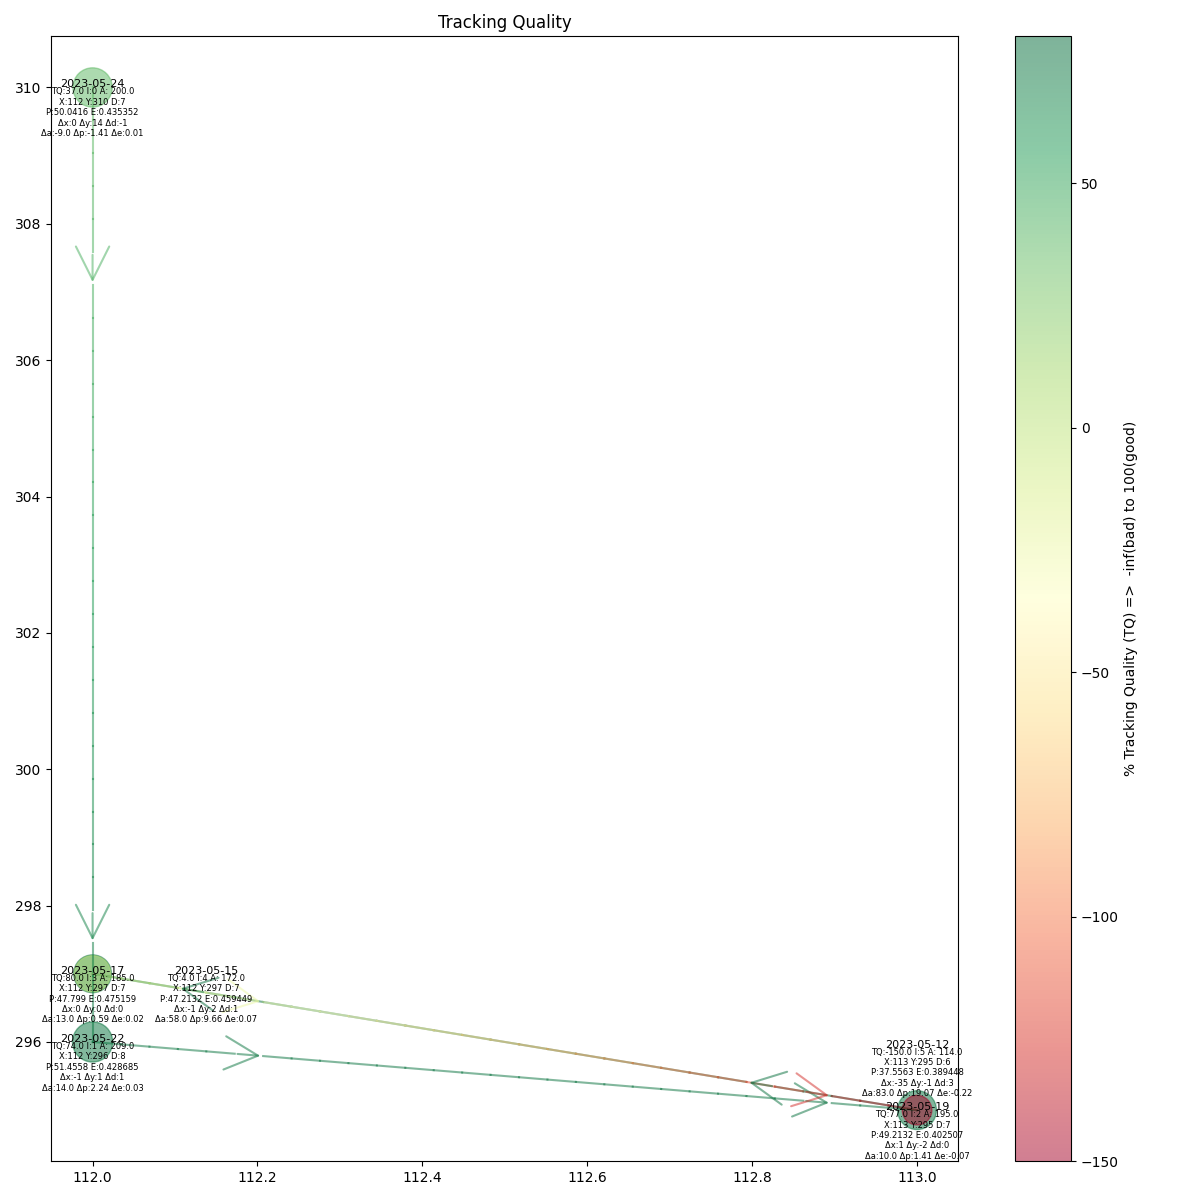 Tracking Quality
310
308
306
304
302
300
298
296
2023-05-24
TQ:37.0 I:0 A: 200.0
X:112 Y:310 D:7
P:50.0416 E:0.435352
Δx:0 Δy:14 Δd:-1
Δa:-9.0 Δp:-1.41 Δe:0.01
2023-05-17
TQ:80.0 I:3 A: 185.0
X:112 Y:297 D:7
P:47.799 E:0.475159
Δx:0 Δy:0 Δd:0
Δa:13.0 Δp:0.59 Δe:0.02
2023-05-15
TQ:4.0 I:4 A: 172.0
X:112 Y:297 D:7
P:47.2132 E:0.459449
Δx:-1 Δy:2 Δd:1
Δa:58.0 Δp:9.66 Δe:0.07
2023-05-22
TQ:74.0 I:1 A: 209.0
X:112 Y:296 D:8
P:51.4558 E:0.428685
Δx:-1 Δy:1 Δd:1
Δa:14.0 Δp:2.24 Δe:0.03
2023-05-12
TQ:-150.0 I:5 A: 114.0
X:113 Y:295 D:6
P:37.5563 E:0.389448
Δx:-35 Δy:-1 Δd:3
Δa:83.0 Δp:19.07 Δe:-0.22
2023-05-19
TQ:77.0 I:2 A: 195.0
X:113 Y:295 D:7
P:49.2132 E:0.402507
Δx:1 Δy:-2 Δd:0
Δa:10.0 Δp:1.41 Δe:-0.07
112.0 112.2 112.4 112.6 112.8 113.0
50
0
−50
−100
−150
% Tracking Quality (TQ) => -inf(bad) to 100(good)